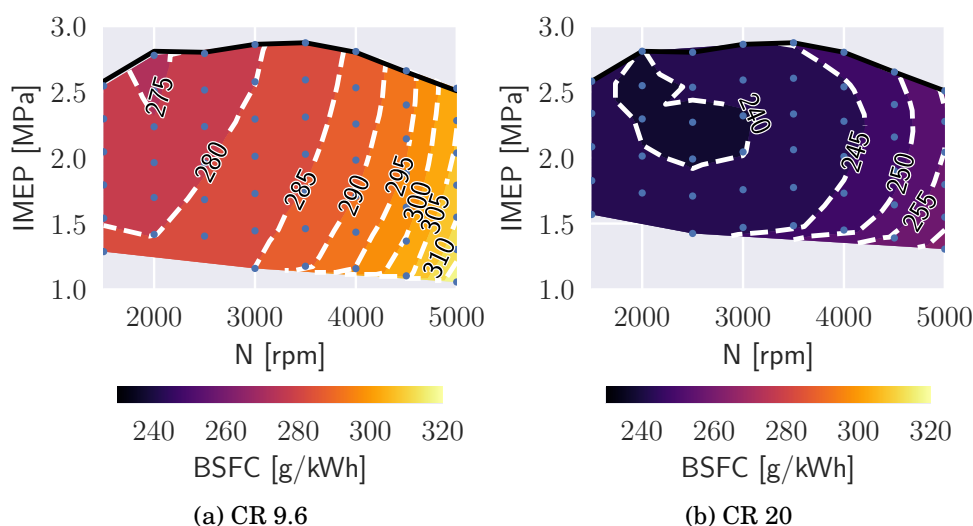 3.0
2.5
2.0
1.5
1.0
IMEP [MPa]
275
280
285
290
295
300
305
310
2000 3000 4000 5000
N [rpm]
240 260 280 300 320
BSFC [g/kWh]
(a) CR 9.6
3.0
2.5
2.0
1.5
1.0
IMEP [MPa]
240
245
250
255
2000 3000 4000 5000
N [rpm]
240 260 280 300 320
BSFC [g/kWh]
(b) CR 20